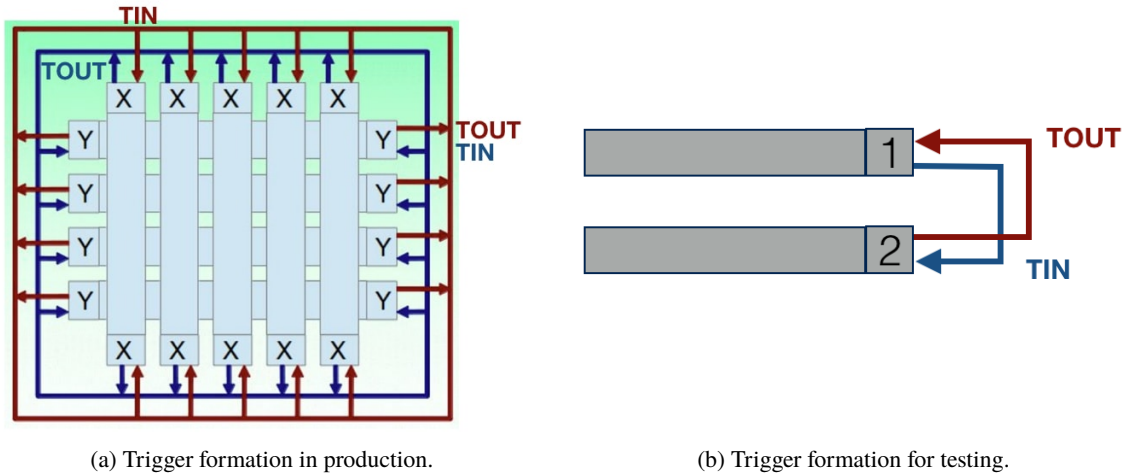 TIN
TOUT
X X X X X
Y Y
TOUT
TIN
Y Y
Y Y
Y Y
X X X X X
(a) Trigger formation in production.
1
TOUT
2
TIN
(b) Trigger formation for testing.